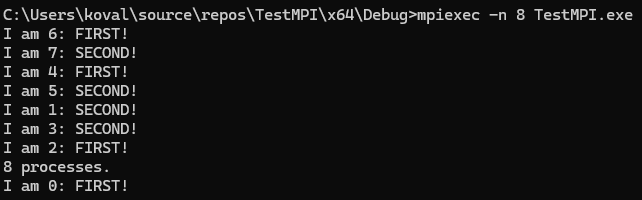 C:\Users\koval\source\repos\TestMPI\x64\Debug>mpiexec -n 8 TestMPI.exe
I am 6: FIRST!
I am 7: SECOND!
I am 4: FIRST!
I am 5: SECOND!
I am 1: SECOND!
I am 3: SECOND!
I am 2: FIRST!
8 processes.
I am 0: FIRST!